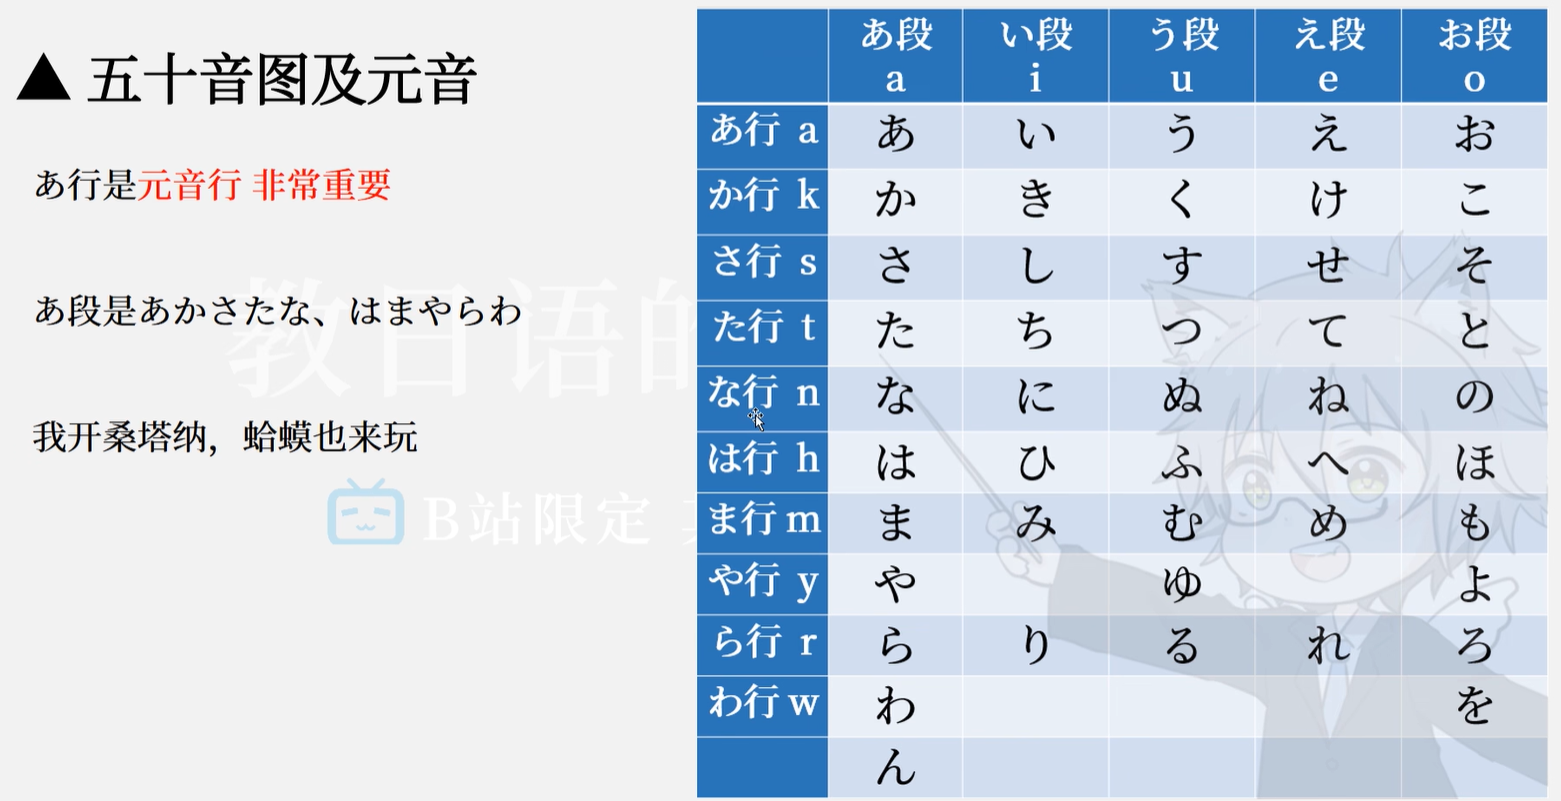 ▲ 五十音图及元音
あ行是元音行 非常重要
あ段是あかさたな、はまやらわ
我开桑塔纳，蛤蟆也来玩
教日语的
B站限定
あ段 い段 う段 え段 お段
a i u e o
あ行 a あ い う え お
か行 k か き く け こ
さ行 s さ し す せ そ
た行 t た ち つ て と
な行 n な に ぬ ね の
は行 h は ひ ふ へ ほ
ま行 m ま み む め も
や行 y や ゆ よ
ら行 r ら り る れ ろ
わ行 w わ を
ん